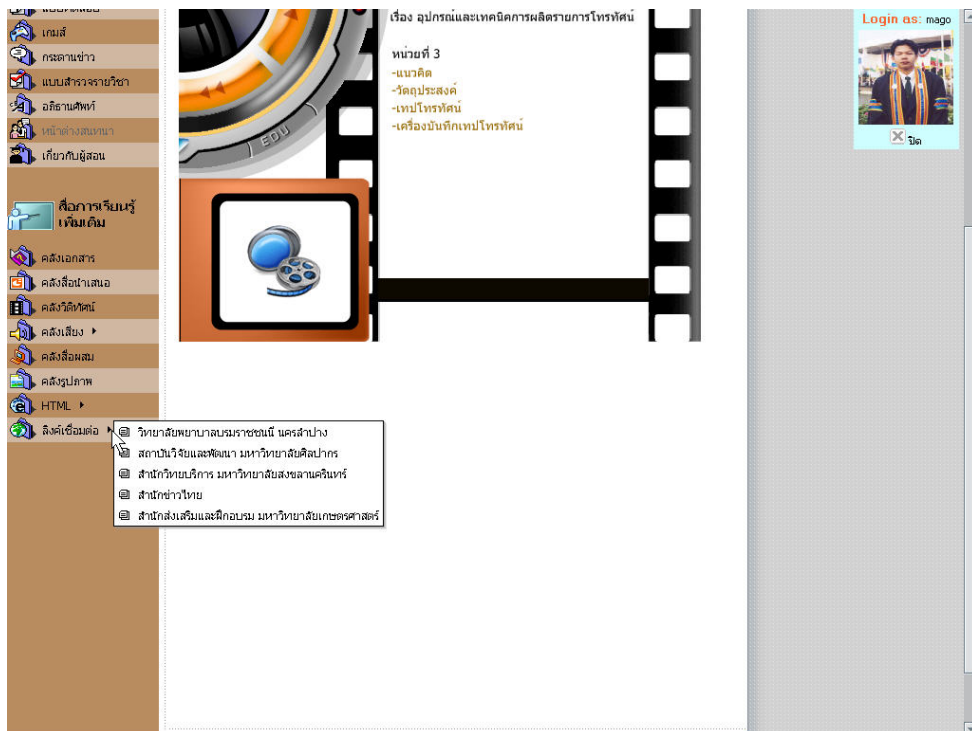 เกมส์
กระดานข่าว
แบบสำรวจรายวิชา
อภิธานศัพท์
หน้าต่างสนทนา
เกี่ยวกับผู้สอน
สื่อการเรียนรู้
เพิ่มเติม
คลังเอกสาร
คลังสื่อนำเสนอ
คลังวิดิทัศน์
คลังเสียง
คลังสื่อผสม
คลังรูปภาพ
HTML
ลิงค์เชื่อมต่อ
วิทยาลัยพยาบาลบรมราชชนนี นครลำปาง
สถาบันวิจัยและพัฒนา มหาวิทยาลัยศิลปากร
สำนักวิทยบริการ มหาวิทยาลัยสงขลานครินทร์
สำนักข่าวไทย
สำนักส่งเสริมและฝึกอบรม มหาวิทยาลัยเกษตรศาสตร์
เรื่อง อุปกรณ์และเทคนิคการผลิตรายการโทรทัศน์
หน่วยที่ 3
-แนวคิด
-วัตถุประสงค์
-เทปโทรทัศน์
-เครื่องบันทึกเทปโทรทัศน์
EDU
Login as: mago
ปิด